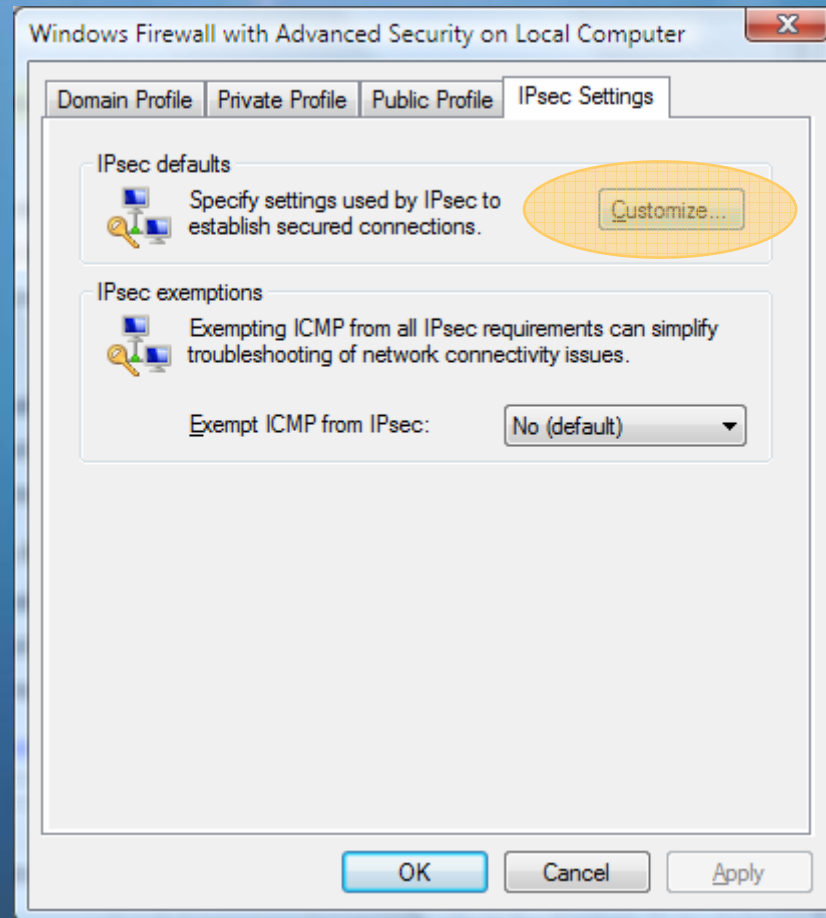 Windows Firewall with Advanced Security on Local Computer
Domain Profile Private Profile Public Profile IPsec Settings
IPsec defaults
Specify settings used by IPsec to
establish secured connections.
Customize...
IPsec exemptions
Exempting ICMP from all IPsec requirements can simplify
troubleshooting of network connectivity issues.
Exempt ICMP from IPsec: No (default)
OK Cancel Apply